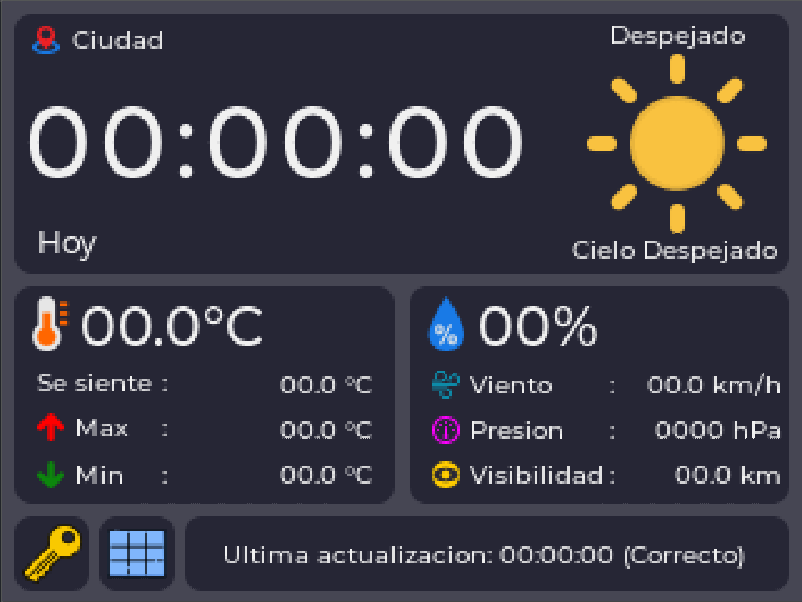 Ciudad
Despejado
00:00:00
Hoy
Cielo Despejado
00.0°C
Se siente : 00.0 °C
Max : 00.0 °C
Min : 00.0 °C
% 00%
Viento : 00.0 km/h
Presion : 0000 hPa
Visibilidad : 00.0 km
Ultima actualizacion: 00:00:00 (Correcto)